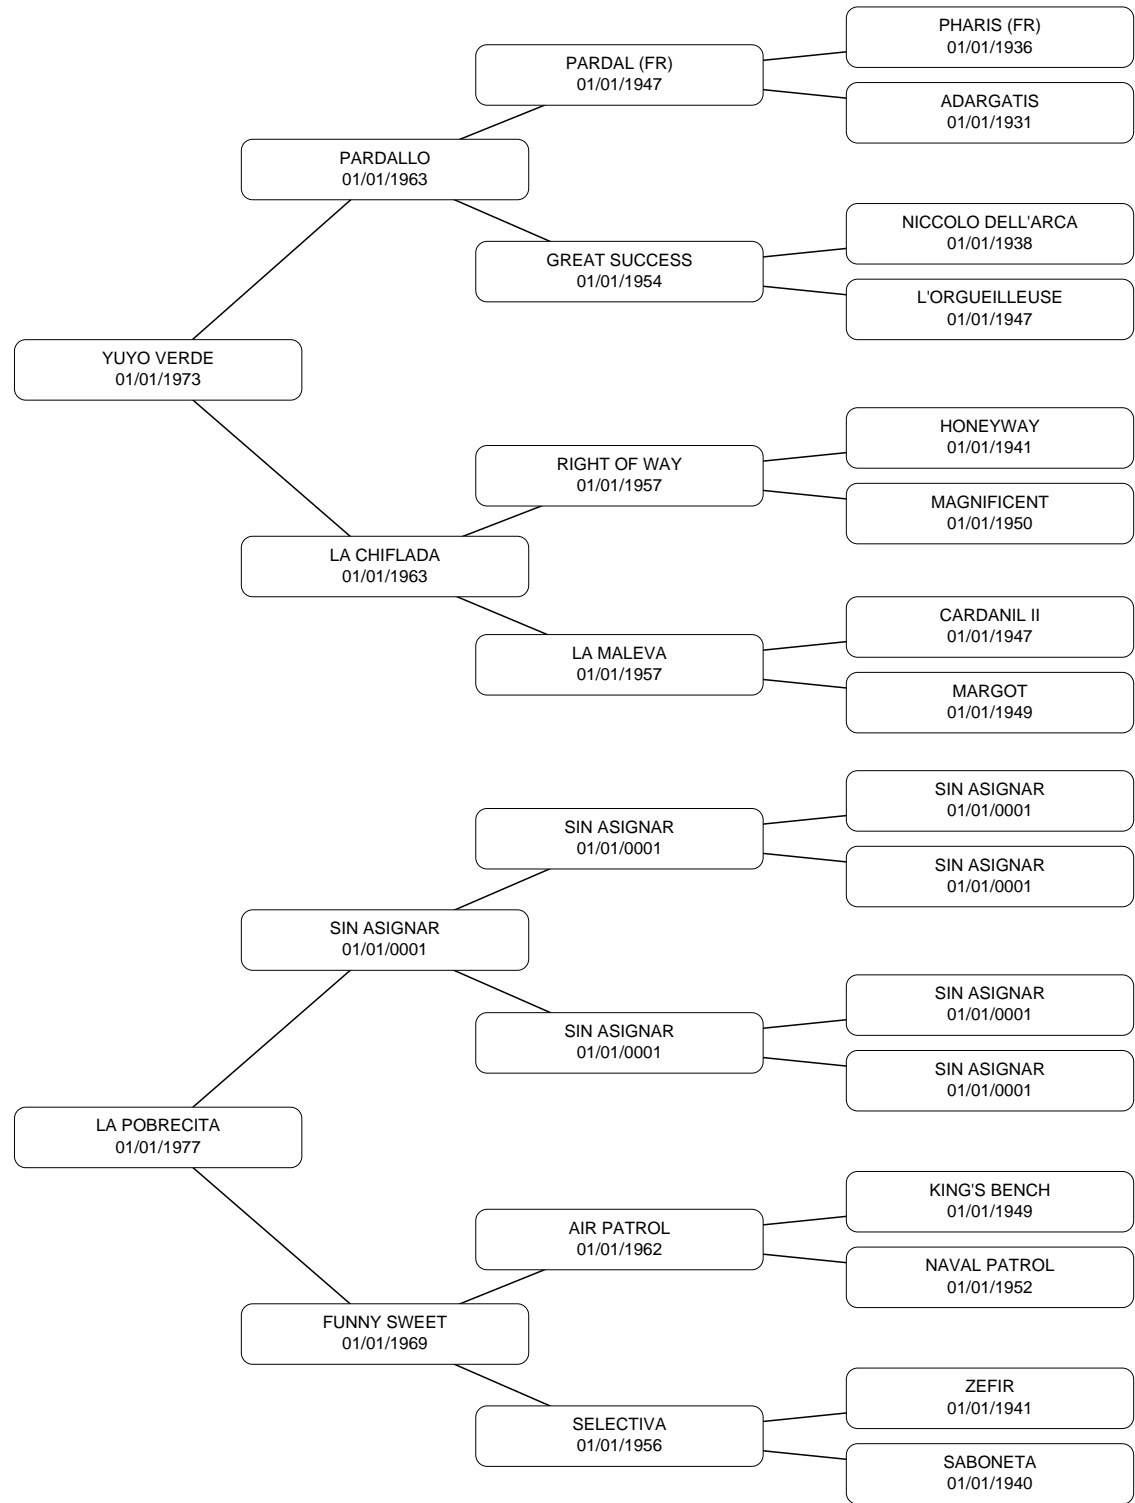 PHARIS (FR)
01/01/1936
PARDAL (FR)
01/01/1947
ADARGATIS
01/01/1931
PARDALLO
01/01/1963
NICCOLO DELL'ARCA
01/01/1938
GREAT SUCCESS
01/01/1954
L'ORGUEILLEUSE
01/01/1947
YUYO VERDE
01/01/1973
HONEYWAY
01/01/1941
RIGHT OF WAY
01/01/1957
MAGNIFICENT
01/01/1950
LA CHIFLADA
01/01/1963
CARDANIL II
01/01/1947
LA MALEVA
01/01/1957
MARGOT
01/01/1949
SIN ASIGNAR
01/01/0001
SIN ASIGNAR
01/01/0001
SIN ASIGNAR
01/01/0001
SIN ASIGNAR
01/01/0001
SIN ASIGNAR
01/01/0001
SIN ASIGNAR
01/01/0001
SIN ASIGNAR
01/01/0001
LA POBRECITA
01/01/1977
KING'S BENCH
01/01/1949
AIR PATROL
01/01/1962
NAVAL PATROL
01/01/1952
FUNNY SWEET
01/01/1969
ZEFIR
01/01/1941
SELECTIVA
01/01/1956
SABONETA
01/01/1940